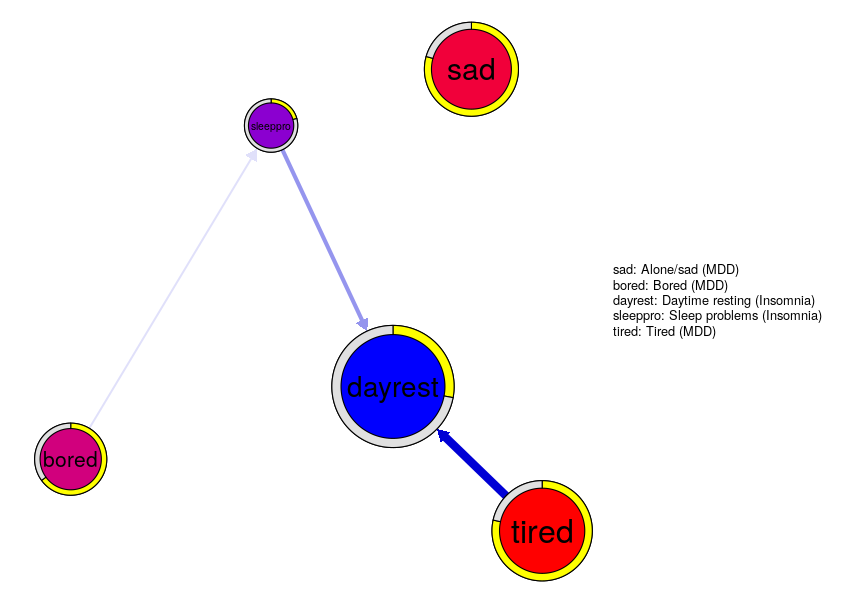 sad
sleeppro
sad: Alone/sad (MDD)
bored: Bored (MDD)
dayrest: Daytime resting (Insomnia)
sleeppro: Sleep problems (Insomnia)
tired: Tired (MDD)
dayrest
bored
tired